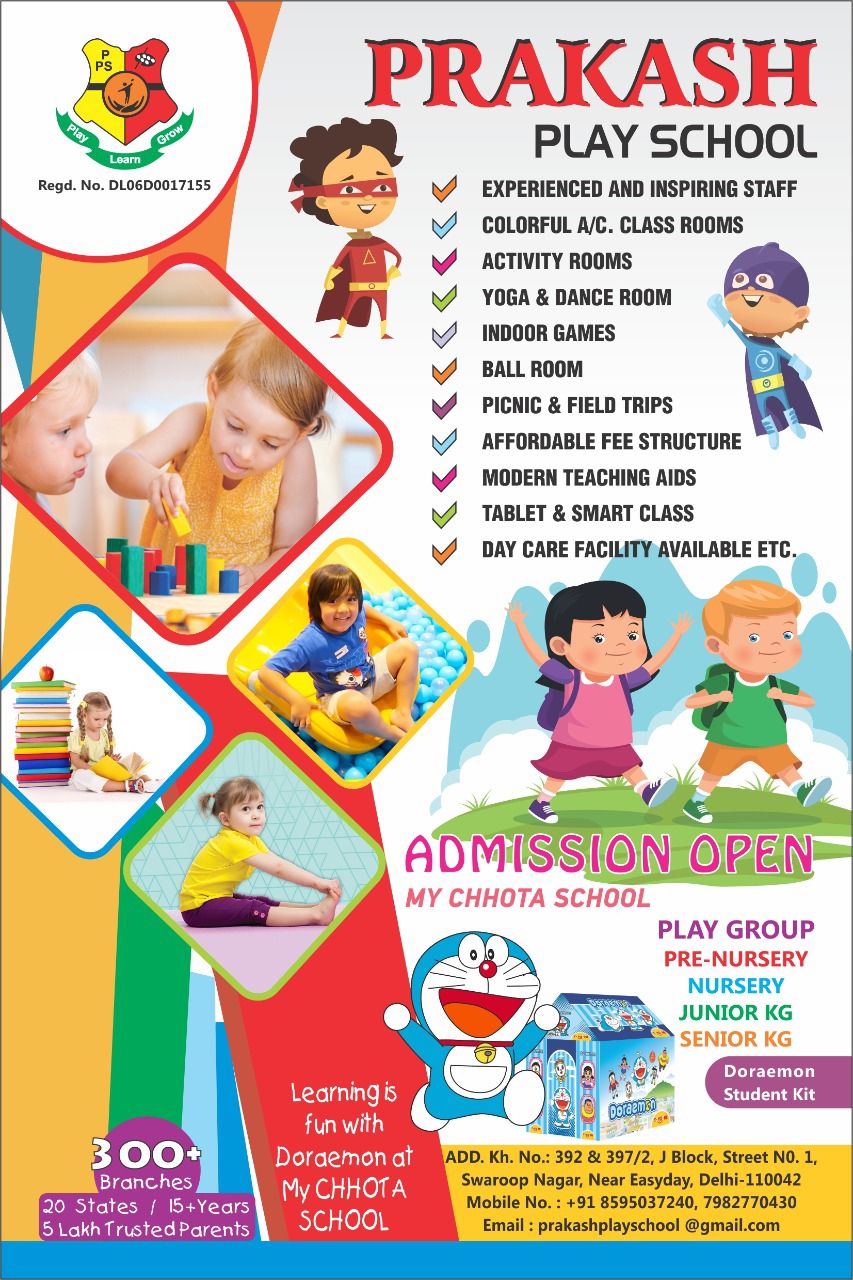 P
PS
Play
Learn
Grow
Regd. No. DL06D0017155
PRAKASH
PLAY SCHOOL
EXPERIENCED AND INSPIRING STAFF
COLORFUL A/C. CLASS ROOMS
ACTIVITY ROOMS
YOGA & DANCE ROOM
INDOOR GAMES
BALL ROOM
PICNIC & FIELD TRIPS
AFFORDABLE FEE STRUCTURE
MODERN TEACHING AIDS
TABLET & SMART CLASS
DAY CARE FACILITY AVAILABLE ETC.
ADMISSION OPEN
MY CHHOTA SCHOOL
PLAY GROUP
PRE-NURSERY
NURSERY
JUNIOR KG
SENIOR KG
Doraemon
Doraemon
Student Kit
Learning is
fun with
Doraemon at
My CHHOTA
SCHOOL
300+
Branches
20 States / 15+Years
5 Lakh Trusted Parents
ADD. Kh. No.: 392 & 397/2, J Block, Street N0. 1,
Swaroop Nagar, Near Easyday, Delhi-110042
Mobile No. : +91 8595037240, 7982770430
Email : prakashplayschool @gmail.com